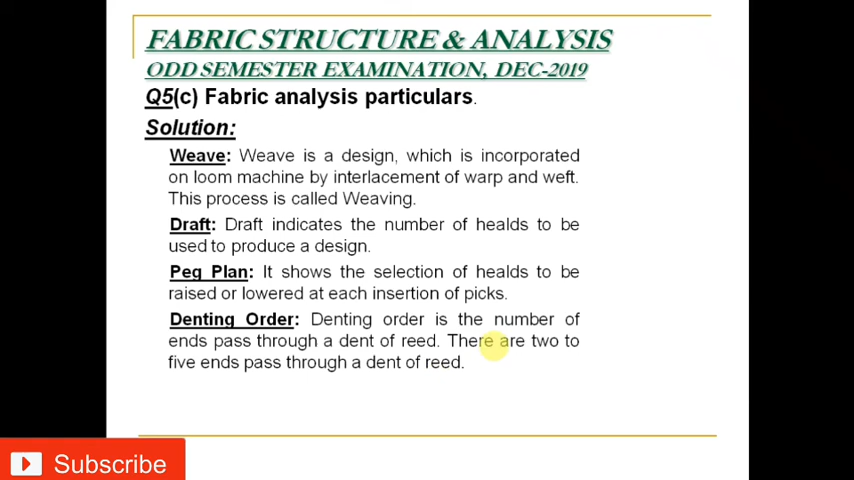 FABRIC STRUCTURE & ANALYSIS
ODD SEMESTER EXAMINATION, DEC-2019
Q5(c) Fabric analysis particulars.
Solution:
Weave: Weave is a design, which is incorporated
on loom machine by interlacement of warp and weft.
This process is called Weaving.
Draft: Draft indicates the number of healds to be
used to produce a design.
Peg Plan: It shows the selection of healds to be
raised or lowered at each insertion of picks.
Denting Order: Denting order is the number of
ends pass through a dent of reed. There are two to
five ends pass through a dent of reed.
Subscribe